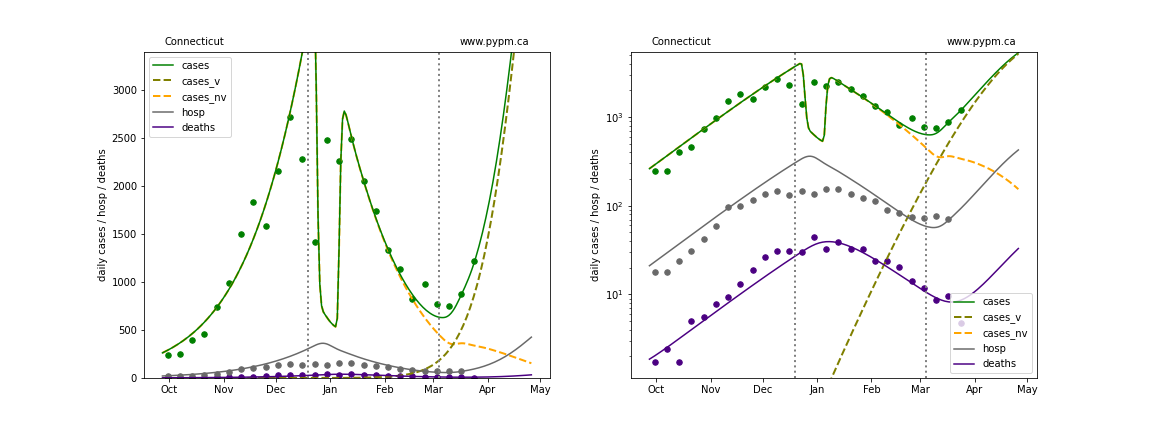 Connecticut www.pypm.ca
daily cases / hosp / deaths
3000
2500
2000
1500
1000
500
0
cases
cases_v
cases_nv
hosp
deaths
Oct Nov Dec Jan Feb Mar Apr May
Connecticut www.pypm.ca
daily cases / hosp / deaths
10³
10²
10¹
cases
cases_v
cases_nv
hosp
deaths
Oct Nov Dec Jan Feb Mar Apr May